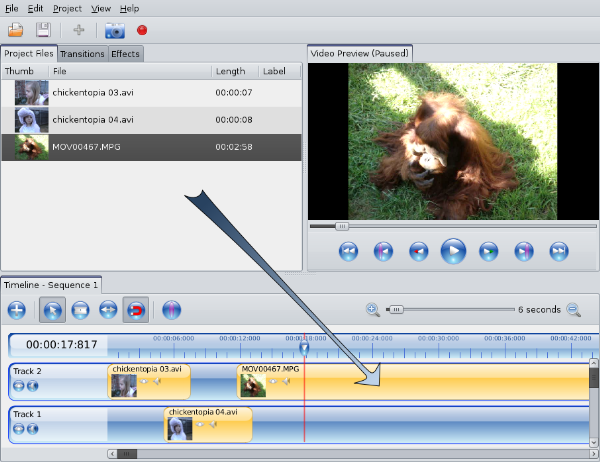 File Edit Project View Help
Project Files Transitions Effects
Thumb File Length Label
chickentopia 03.avi 00:00:07
chickentopia 04.avi 00:00:08
MOV00467.MPG 00:02:58
Video Preview (Paused)
Timeline - Sequence 1
6 seconds
00:00:17:817
00:00:06:000 00:00:12:000 00:00:18:000 00:00:24:000 00:00:30:000 00:00:36:000 00:00:42:000
Track 2
chickentopia 03.avi MOV00467.MPG
Track 1
chickentopia 04.avi